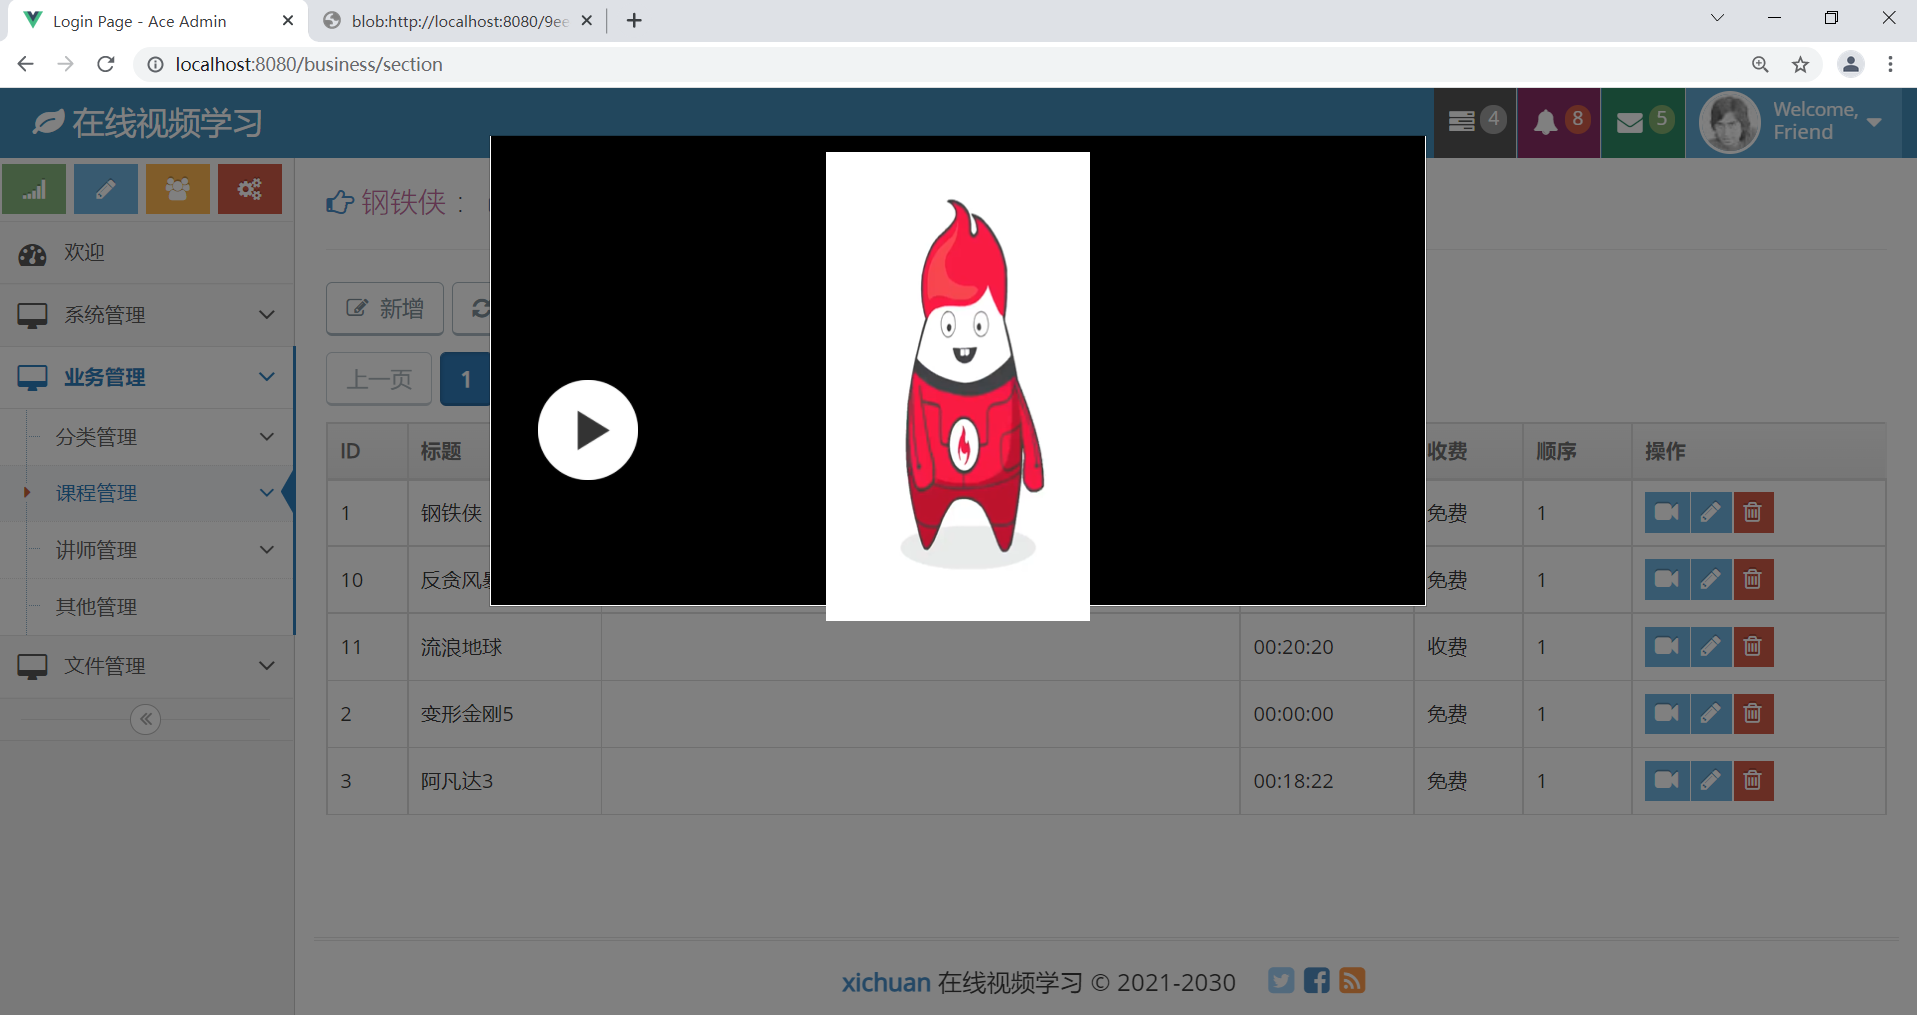 Login Page - Ace Admin
blob:http://localhost:8080/9ee
localhost:8080/business/section
在线视频学习
4
8
5
Welcome,
Friend
钢铁侠：
欢迎
系统管理
业务管理
分类管理
课程管理
讲师管理
其他管理
文件管理
新增
上一页
1
ID 标题 收费 顺序 操作
1 钢铁侠 免费 1
10 反贪风暴 免费 1
11 流浪地球 00:20:20 收费 1
2 变形金刚5 00:00:00 免费 1
3 阿凡达3 00:18:22 免费 1
xichuan 在线视频学习 © 2021-2030